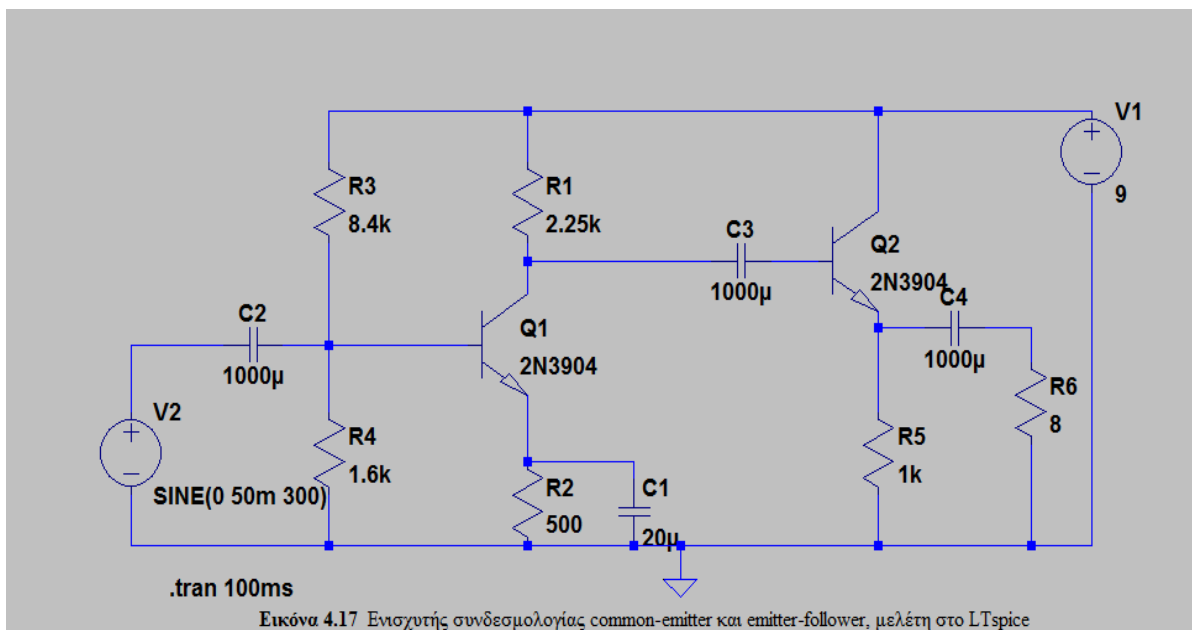 V1
9
R3
8.4k
R1
2.25k
C3
1000µ
Q2
2N3904
C4
1000µ
C2
1000µ
Q1
2N3904
R6
8
V2
SINE(0 50m 300)
R4
1.6k
R2
500
C1
20µ
R5
1k
.tran 100ms
Εικόνα 4.17 Ενισχυτής συνδεσμολογίας common-emitter και emitter-follower, μελέτη στο LTspice